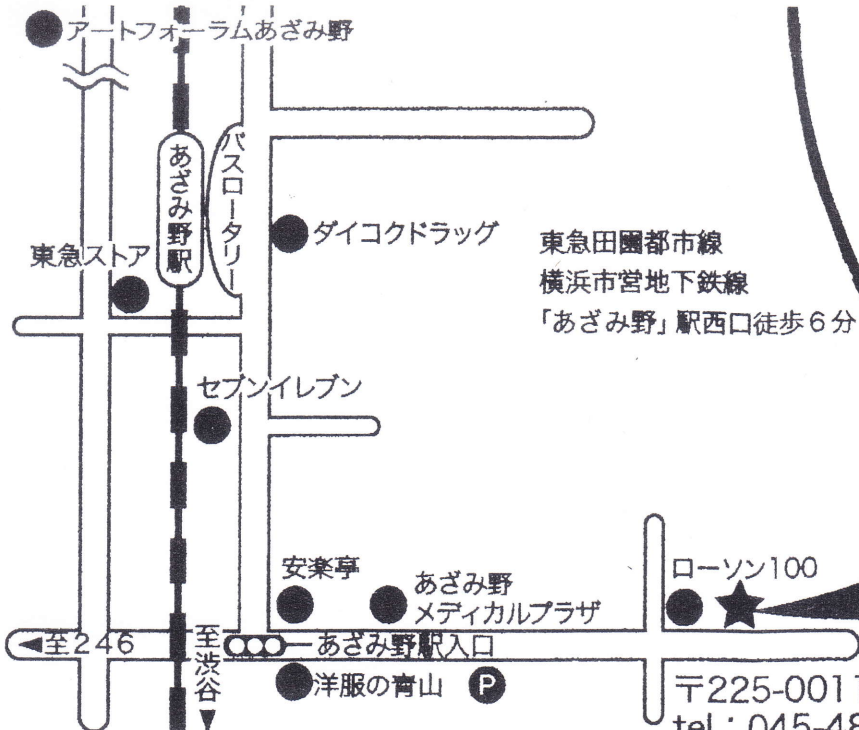 アートフォーラムあざみ野
あざみ野駅
バスロータリー
ダイコクドラッグ
東急ストア
東急田園都市線
横浜市営地下鉄線
「あざみ野」駅西口徒歩6分
セブンイレブン
安楽亭
あざみ野
メディカルプラザ
ローソン100
◀至246
至渋谷▼
あざみ野駅入口
洋服の青山
P
〒225-0011
tel：045-48